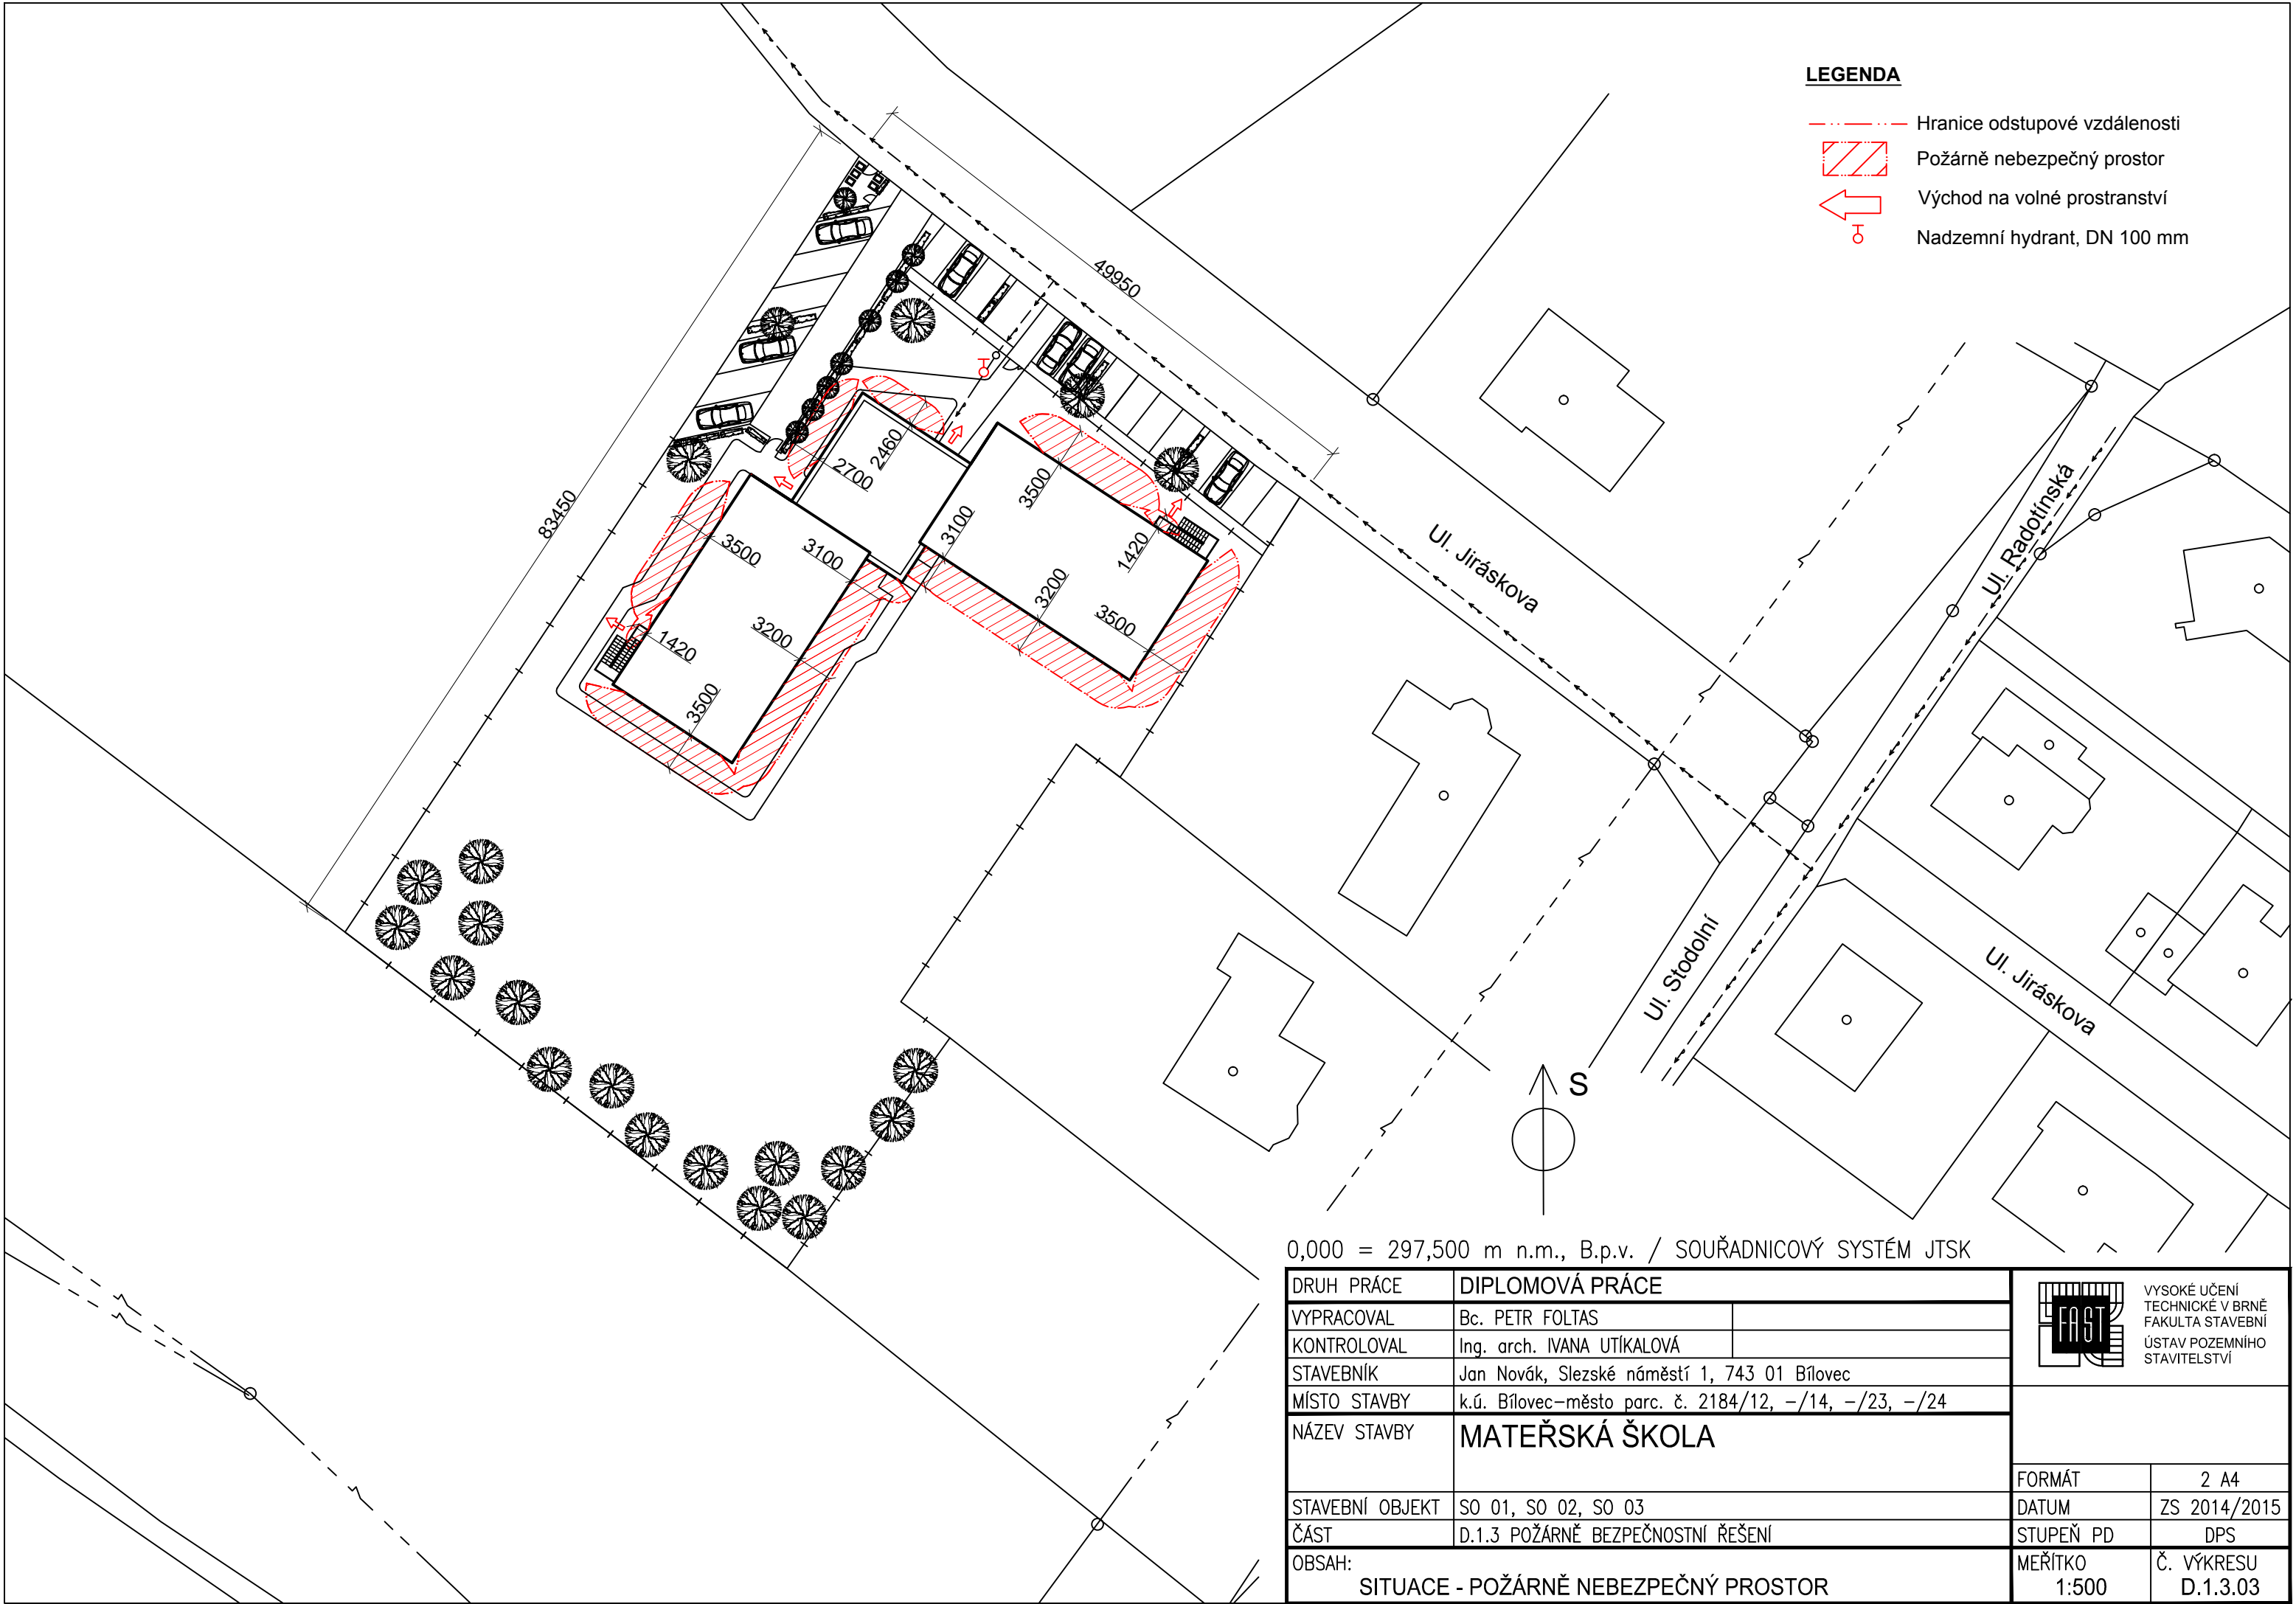 LEGENDA
Hranice odstupové vzdálenosti
Požárně nebezpečný prostor
Východ na volné prostranství
Nadzemní hydrant, DN 100 mm
49950
83450
2460
2700
3500
3100
3500
3100
1420
3200
3500
1420
3200
3500
Ul. Jiráskova
Ul. Radotínská
Ul. Stodolní
Ul. Jiráskova
S
0,000 = 297,500 m n.m., B.p.v. / SOUŘADNICOVÝ SYSTÉM JTSK
DRUH PRÁCE DIPLOMOVÁ PRÁCE
VYPRACOVAL Bc. PETR FOLTAS
KONTROLOVAL Ing. arch. IVANA UTÍKALOVÁ
STAVEBNÍK Jan Novák, Slezské náměstí 1, 743 01 Bílovec
MÍSTO STAVBY k.ú. Bílovec-město parc. č. 2184/12, -/14, -/23, -/24
NÁZEV STAVBY MATEŘSKÁ ŠKOLA
STAVEBNÍ OBJEKT SO 01, SO 02, SO 03
ČÁST D.1.3 POŽÁRNĚ BEZPEČNOSTNÍ ŘEŠENÍ
OBSAH:
SITUACE - POŽÁRNĚ NEBEZPEČNÝ PROSTOR
FAST
VYSOKÉ UČENÍ
TECHNICKÉ V BRNĚ
FAKULTA STAVEBNÍ
ÚSTAV POZEMNÍHO
STAVITELSTVÍ
FORMÁT 2 A4
DATUM ZS 2014/2015
STUPEŇ PD DPS
MEŘÍTKO Č. VÝKRESU
1:500 D.1.3.03